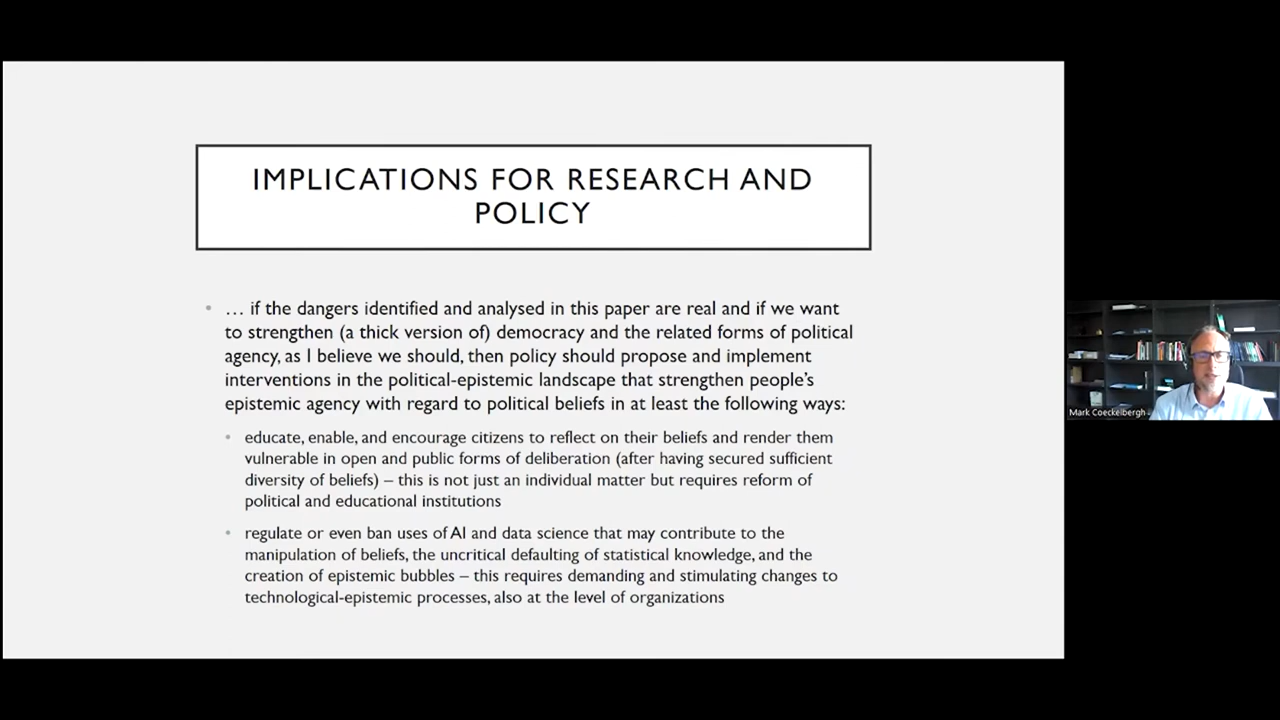 IMPLICATIONS FOR RESEARCH AND
POLICY
… if the dangers identified and analysed in this paper are real and if we want
to strengthen (a thick version of) democracy and the related forms of political
agency, as I believe we should, then policy should propose and implement
interventions in the political-epistemic landscape that strengthen people's
epistemic agency with regard to political beliefs in at least the following ways:
educate, enable, and encourage citizens to reflect on their beliefs and render them
vulnerable in open and public forms of deliberation (after having secured sufficient
diversity of beliefs) – this is not just an individual matter but requires reform of
political and educational institutions
regulate or even ban uses of AI and data science that may contribute to the
manipulation of beliefs, the uncritical defaulting of statistical knowledge, and the
creation of epistemic bubbles – this requires demanding and stimulating changes to
technological-epistemic processes, also at the level of organizations
Mark Coeckelbergh